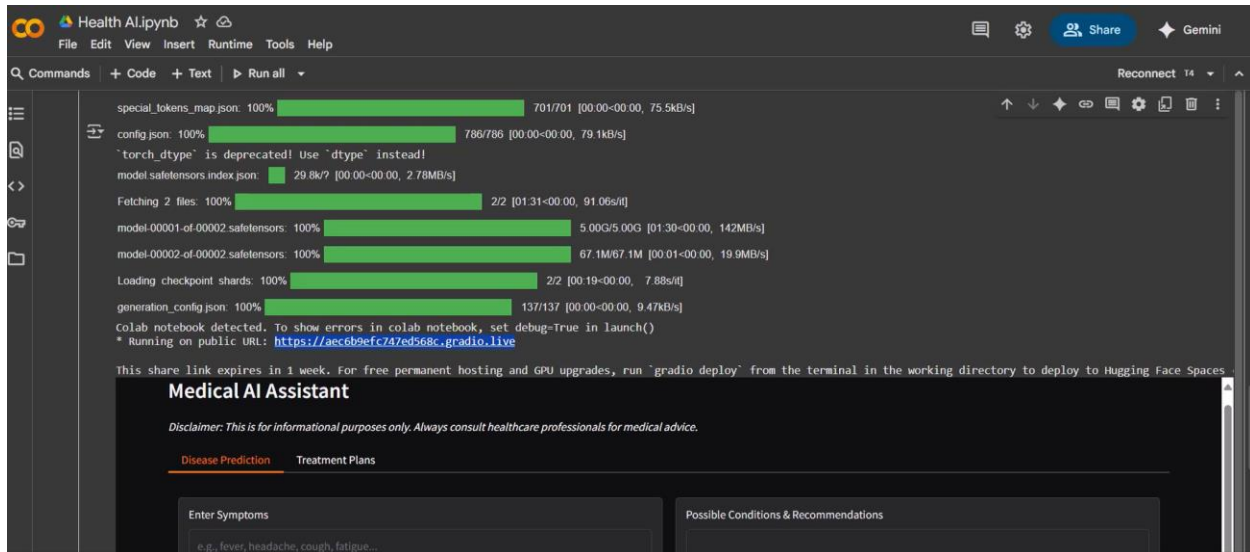 CO Health AI.ipynb
File Edit View Insert Runtime Tools Help
Share Gemini
Commands + Code + Text Run all
Reconnect T4
special_tokens_map.json: 100% 701/701 [00:00<00:00, 75.5kB/s]
config.json: 100% 786/786 [00:00<00:00, 79.1kB/s]
`torch_dtype` is deprecated! Use `dtype` instead!
model.safetensors.index.json: 29.8k/? [00:00<00:00, 2.78MB/s]
Fetching 2 files: 100% 2/2 [01:31<00:00, 91.06s/it]
model-00001-of-00002.safetensors: 100% 5.00G/5.00G [01:30<00:00, 142MB/s]
model-00002-of-00002.safetensors: 100% 67.1M/67.1M [00:01<00:00, 19.9MB/s]
Loading checkpoint shards: 100% 2/2 [00:19<00:00, 7.88s/it]
generation_config.json: 100% 137/137 [00:00<00:00, 9.47kB/s]
Colab notebook detected. To show errors in colab notebook, set debug=True in launch()
* Running on public URL: https://aec6b9efc747ed568c.gradio.live
This share link expires in 1 week. For free permanent hosting and GPU upgrades, run `gradio deploy` from the terminal in the working directory to deploy to Hugging Face Spaces
Medical AI Assistant
Disclaimer: This is for informational purposes only. Always consult healthcare professionals for medical advice.
Disease Prediction Treatment Plans
Enter Symptoms
Possible Conditions & Recommendations
e.g., fever, headache, cough, fatigue...